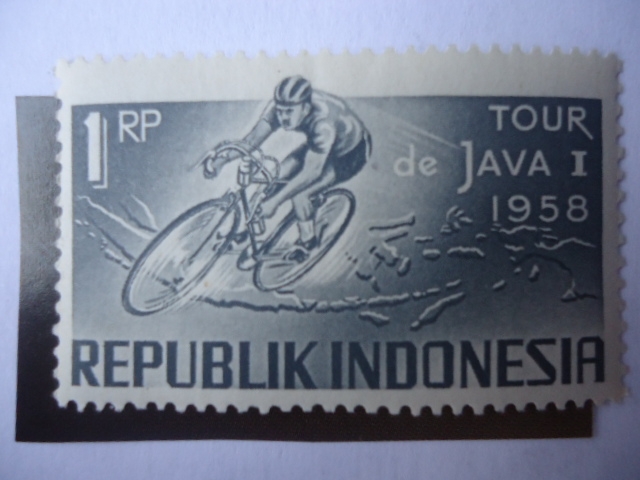 1 RP
TOUR
de JAVA I
1958
REPUBLIK INDONESIA